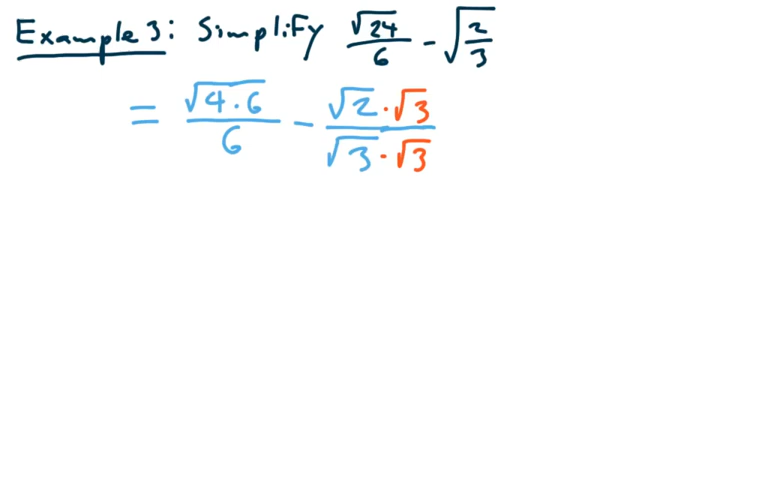 Example 3: Simplify √24/6 - √(2/3)
= √(4·6)/6 - (√2·√3)/(√3·√3)